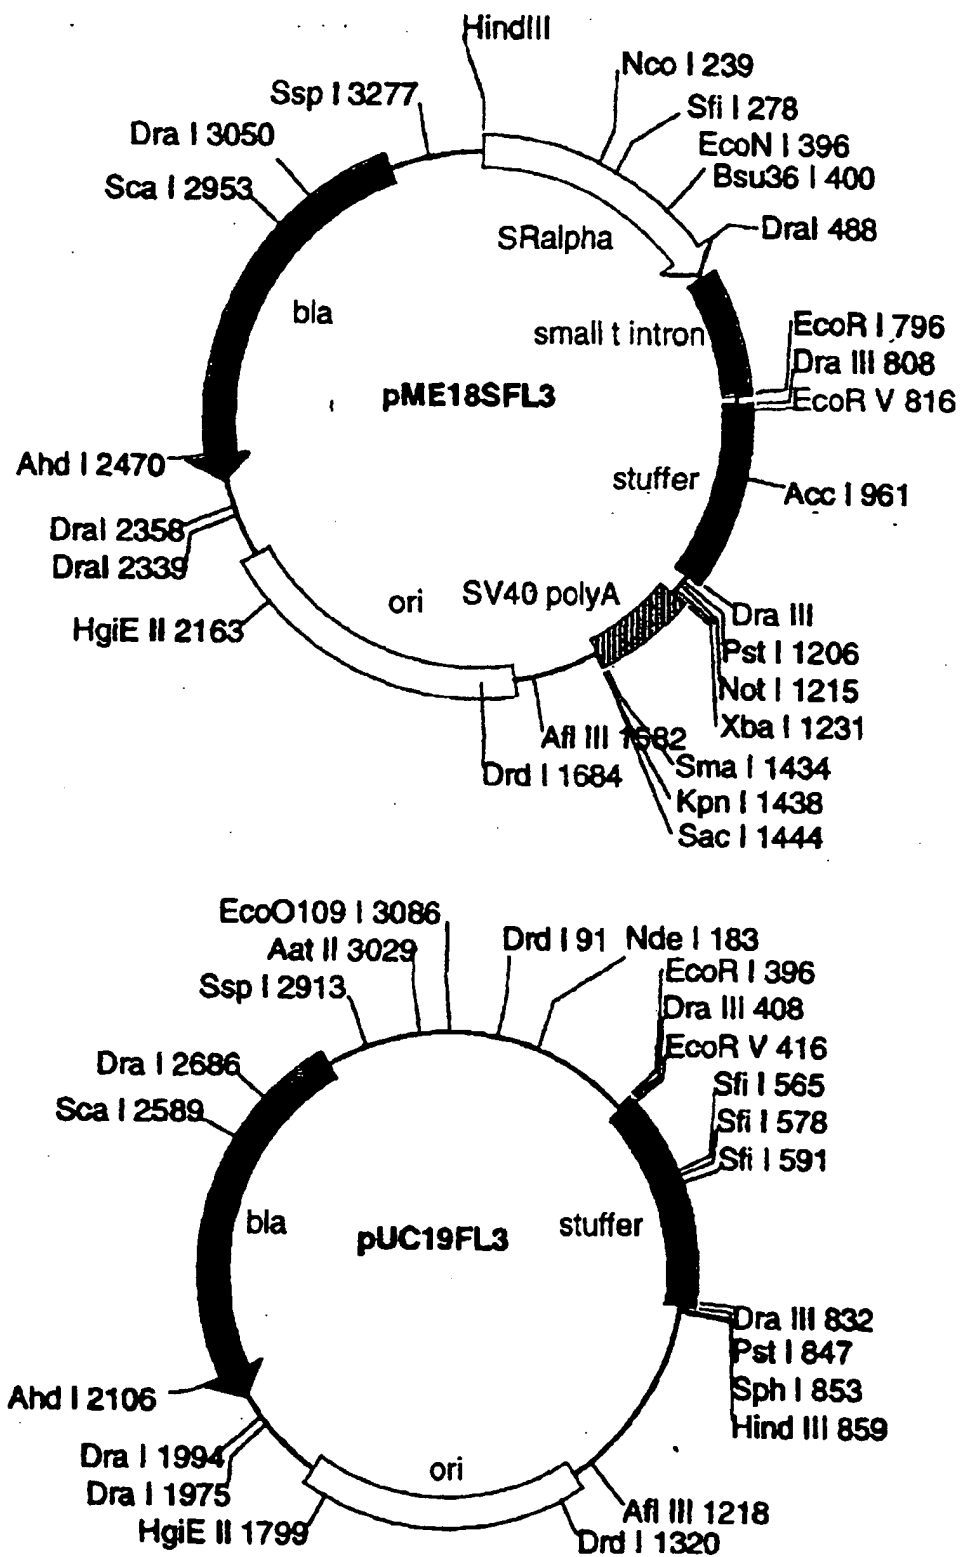 HindIII
Nco I 239
Ssp I 3277
Sfi I 278
Dra I 3050
EcoN I 396
Sca I 2953
Bsu36 I 400
DraI 488
SRalpha
bla
small t intron
EcoR I 796
Dra III 808
pME18SFL3
EcoR V 816
Ahd I 2470
stuffer
Acc I 961
DraI 2358
DraI 2339
ori
SV40 polyA
HgiE II 2163
Dra III
Pst I 1206
Not I 1215
Xba I 1231
Afl III 1582
Drd I 1684
Sma I 1434
Kpn I 1438
Sac I 1444
EcoO109 I 3086
Aat II 3029
Drd I 91
Nde I 183
Ssp I 2913
EcoR I 396
Dra III 408
EcoR V 416
Dra I 2686
Sfi I 565
Sca I 2589
Sfi I 578
Sfi I 591
bla
pUC19FL3
stuffer
Dra III 832
Pst I 847
Ahd I 2106
Sph I 853
Hind III 859
Dra I 1994
ori
Dra I 1975
HgiE II 1799
Afl III 1218
Drd I 1320